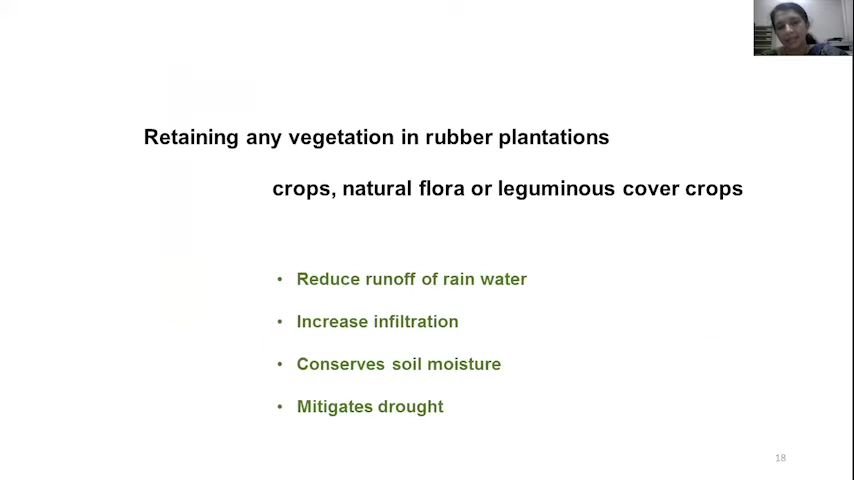 Retaining any vegetation in rubber plantations
crops, natural flora or leguminous cover crops
• Reduce runoff of rain water
• Increase infiltration
• Conserves soil moisture
• Mitigates drought
18